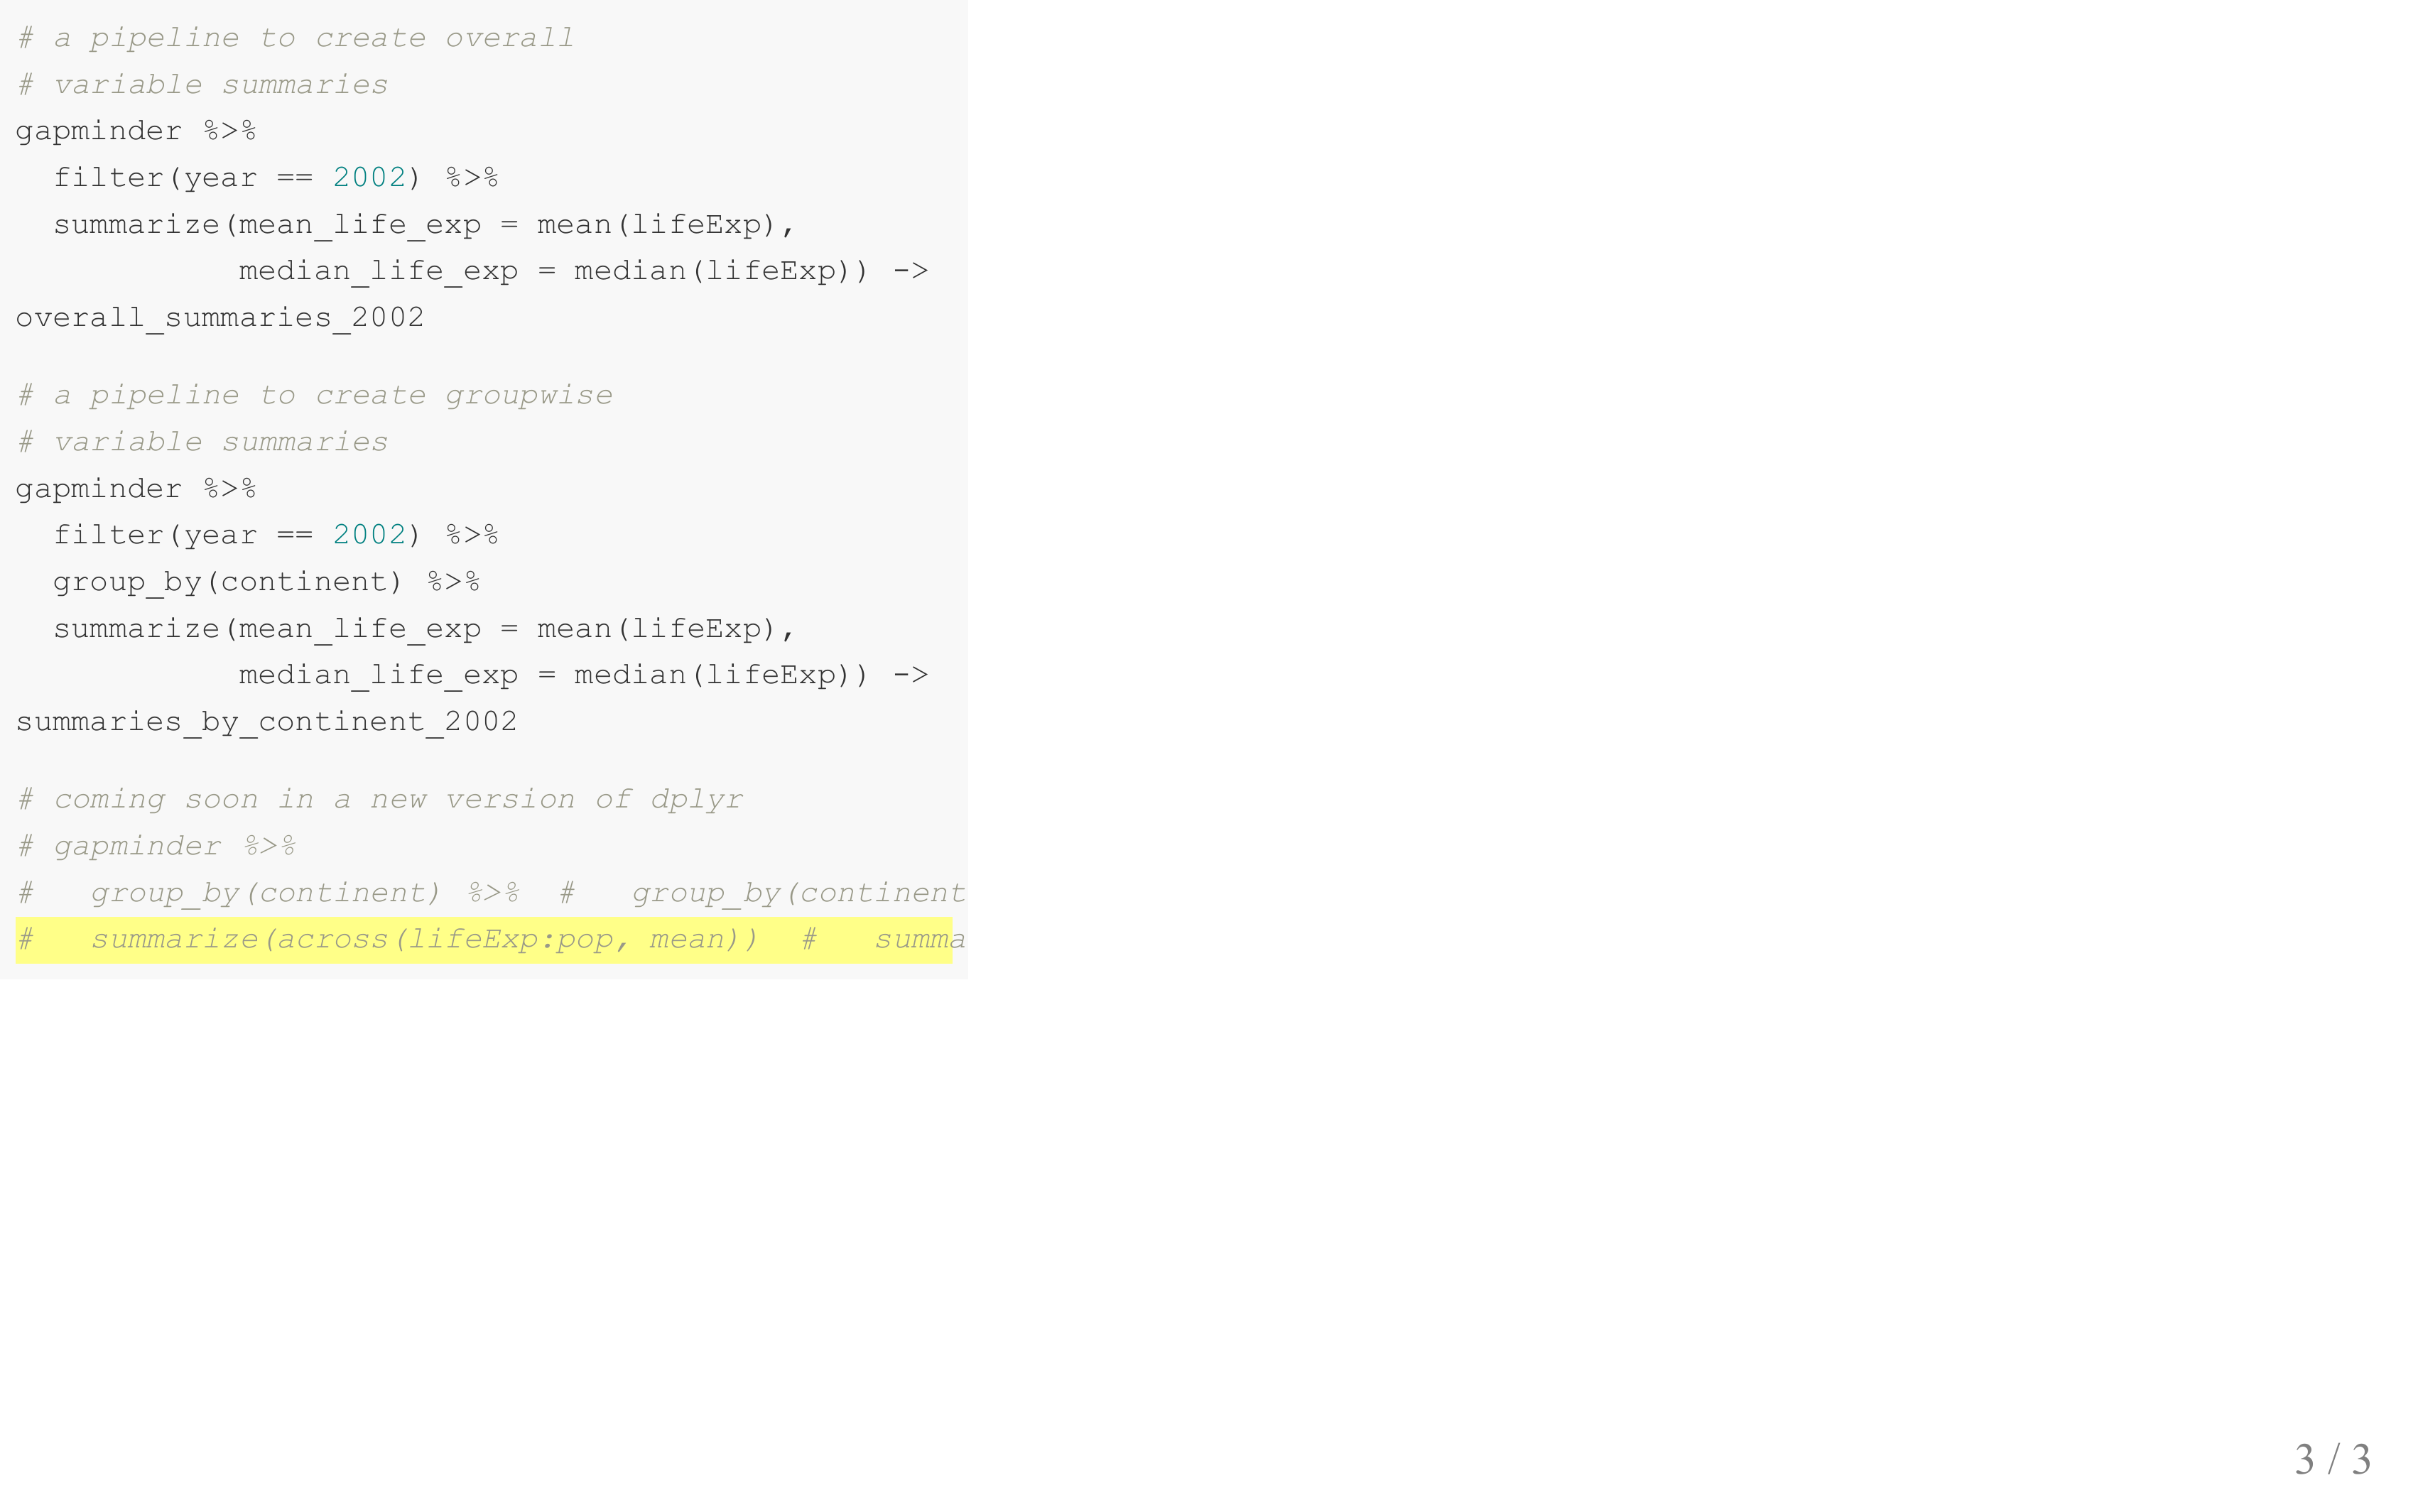 # a pipeline to create overall
# variable summaries
gapminder %>%
  filter(year == 2002) %>%
  summarize(mean_life_exp = mean(lifeExp),
            median_life_exp = median(lifeExp)) ->
overall_summaries_2002

# a pipeline to create groupwise
# variable summaries
gapminder %>%
  filter(year == 2002) %>%
  group_by(continent) %>%
  summarize(mean_life_exp = mean(lifeExp),
            median_life_exp = median(lifeExp)) ->
summaries_by_continent_2002

# coming soon in a new version of dplyr
# gapminder %>%
#   group_by(continent) %>%  #   group_by(continent
#   summarize(across(lifeExp:pop, mean))  #   summa
3 / 3